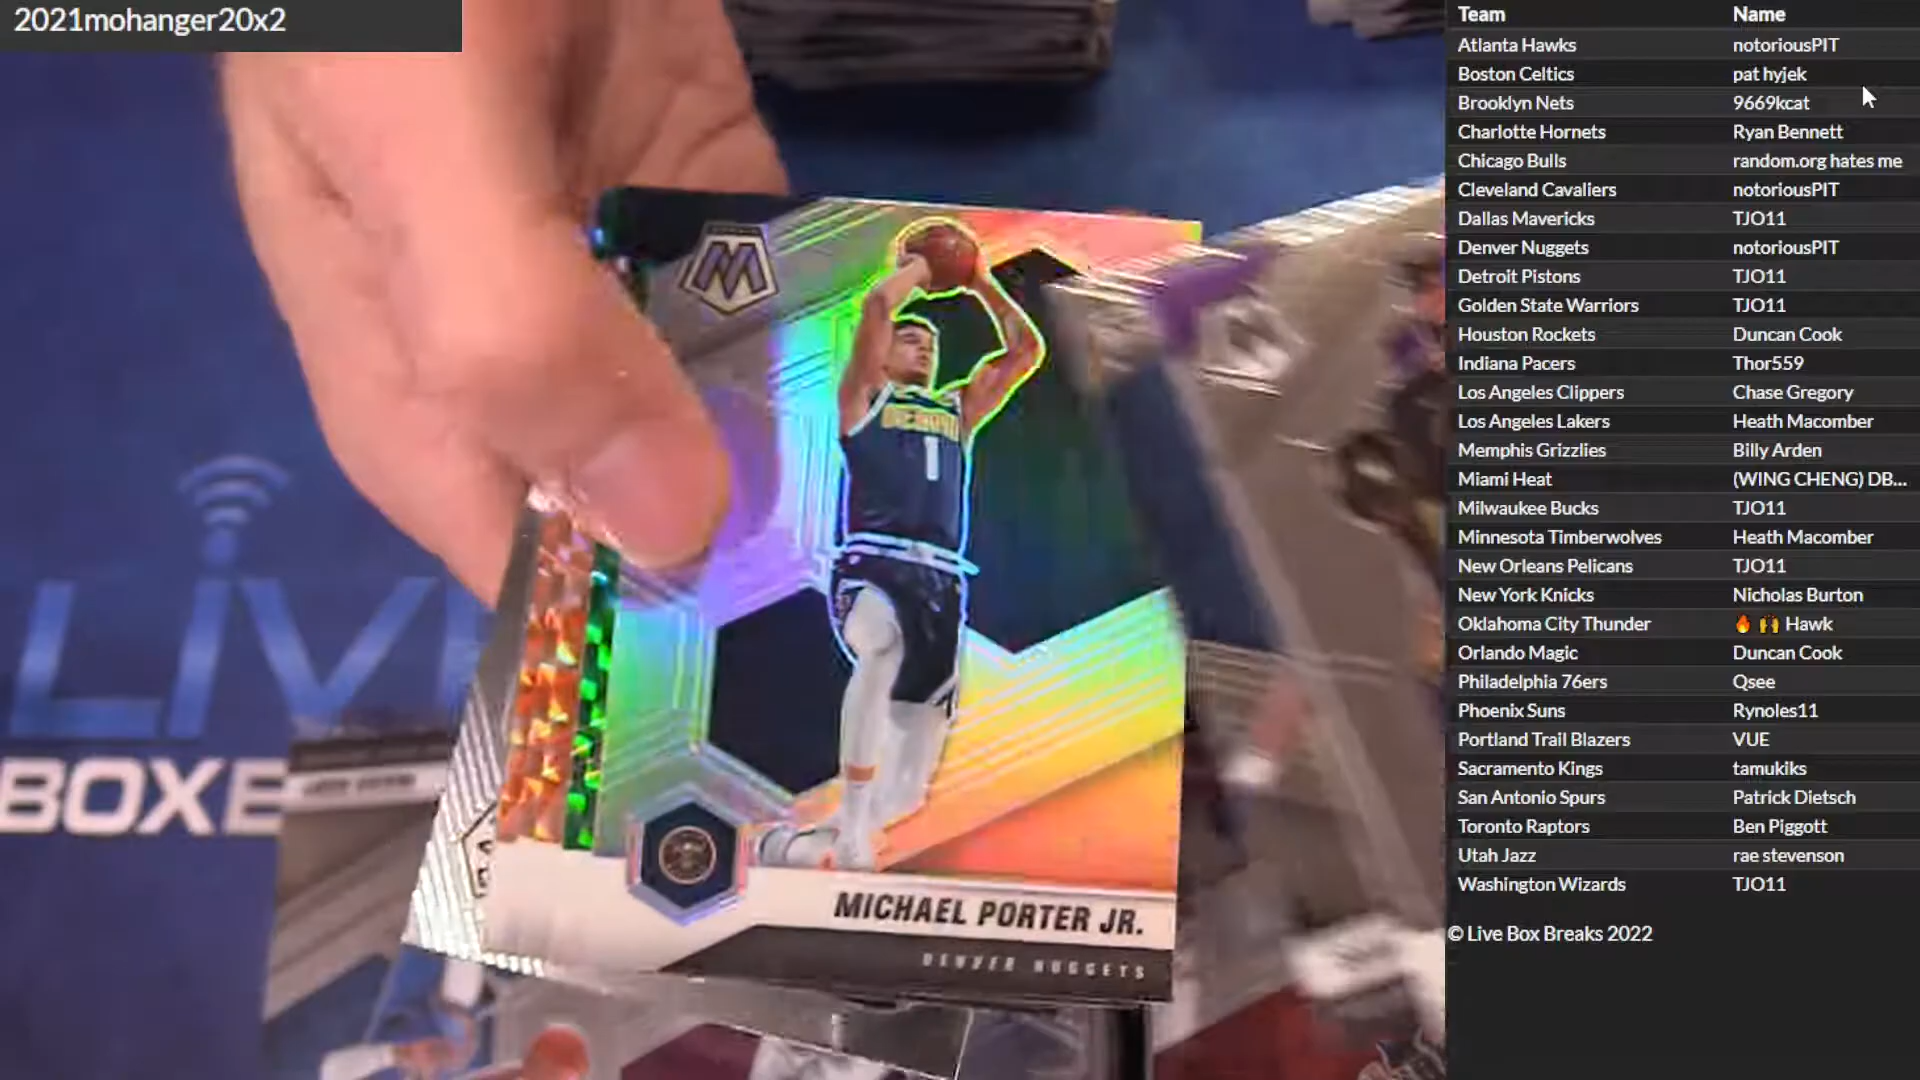 2021mohanger20x2
Team Name
Atlanta Hawks notoriousPIT
Boston Celtics pat hyjek
Brooklyn Nets 9669kcat
Charlotte Hornets Ryan Bennett
Chicago Bulls random.org hates me
Cleveland Cavaliers notoriousPIT
Dallas Mavericks TJO11
Denver Nuggets notoriousPIT
Detroit Pistons TJO11
Golden State Warriors TJO11
Houston Rockets Duncan Cook
Indiana Pacers Thor559
Los Angeles Clippers Chase Gregory
Los Angeles Lakers Heath Macomber
Memphis Grizzlies Billy Arden
Miami Heat (WING CHENG) DB...
Milwaukee Bucks TJO11
Minnesota Timberwolves Heath Macomber
New Orleans Pelicans TJO11
New York Knicks Nicholas Burton
Oklahoma City Thunder 🔥 🙌 Hawk
Orlando Magic Duncan Cook
Philadelphia 76ers Qsee
Phoenix Suns Rynoles11
Portland Trail Blazers VUE
Sacramento Kings tamukiks
San Antonio Spurs Patrick Dietsch
Toronto Raptors Ben Piggott
Utah Jazz rae stevenson
Washington Wizards TJO11
© Live Box Breaks 2022
M
DENVER
1
MICHAEL PORTER JR.
DENVER NUGGETS
LIV
BOXE